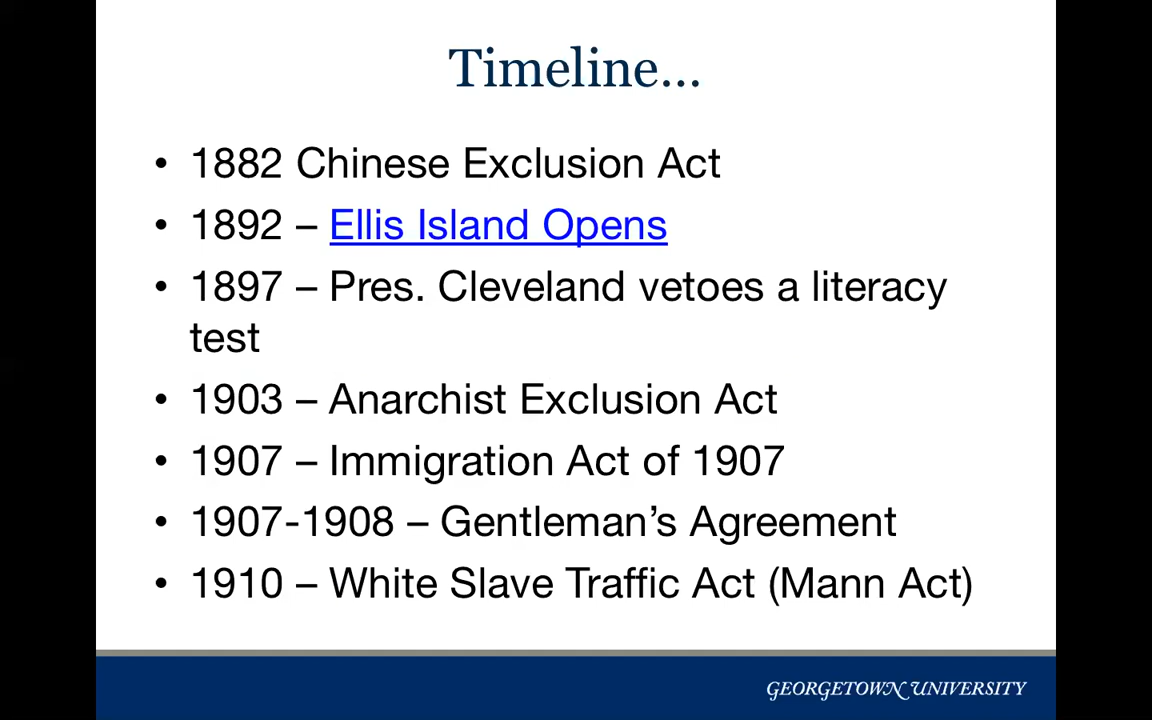 Timeline...
• 1882 Chinese Exclusion Act
• 1892 – Ellis Island Opens
• 1897 – Pres. Cleveland vetoes a literacy
test
• 1903 – Anarchist Exclusion Act
• 1907 – Immigration Act of 1907
• 1907-1908 – Gentleman’s Agreement
• 1910 – White Slave Traffic Act (Mann Act)
GEORGETOWN UNIVERSITY